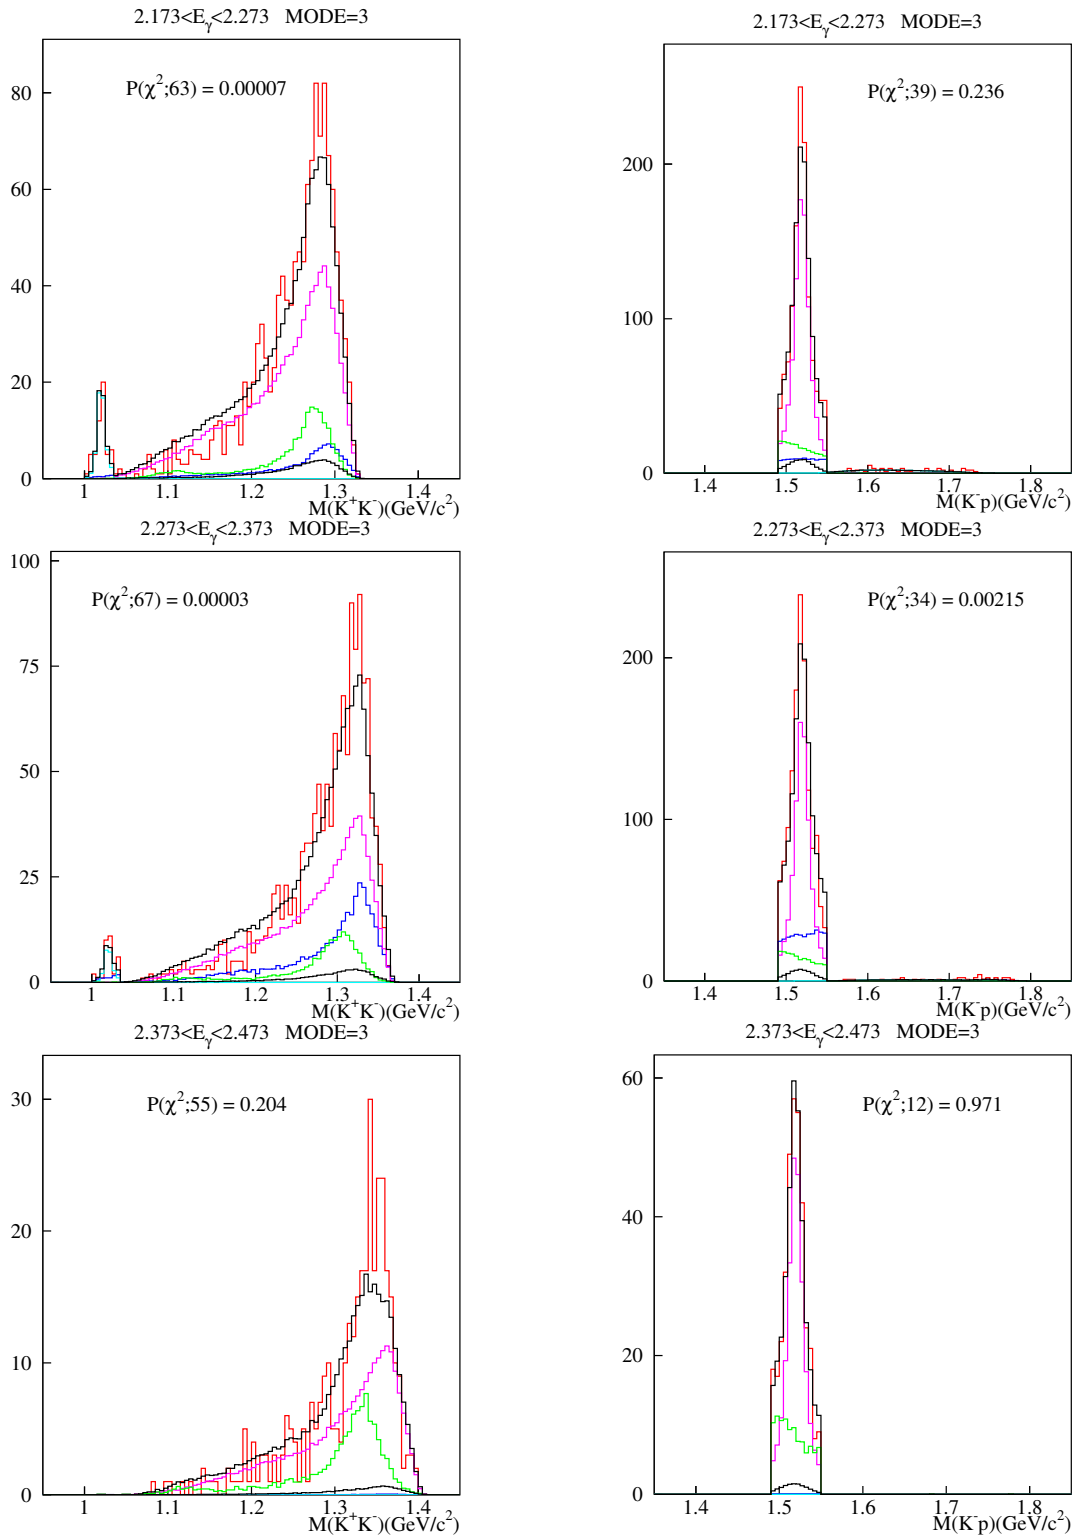 2.173<Eγ<2.273 MODE=3
P(χ²;63) = 0.00007
80
60
40
20
0
1 1.1 1.2 1.3 1.4
M(K⁺K⁻)(GeV/c²)
2.173<Eγ<2.273 MODE=3
P(χ²;39) = 0.236
200
100
0
1.4 1.5 1.6 1.7 1.8
M(K⁻p)(GeV/c²)
2.273<Eγ<2.373 MODE=3
100
P(χ²;67) = 0.00003
75
50
25
0
1 1.1 1.2 1.3 1.4
M(K⁺K⁻)(GeV/c²)
2.273<Eγ<2.373 MODE=3
P(χ²;34) = 0.00215
200
100
0
1.4 1.5 1.6 1.7 1.8
M(K⁻p)(GeV/c²)
2.373<Eγ<2.473 MODE=3
P(χ²;55) = 0.204
30
20
10
0
1 1.1 1.2 1.3 1.4
M(K⁺K⁻)(GeV/c²)
2.373<Eγ<2.473 MODE=3
60
P(χ²;12) = 0.971
40
20
0
1.4 1.5 1.6 1.7 1.8
M(K⁻p)(GeV/c²)